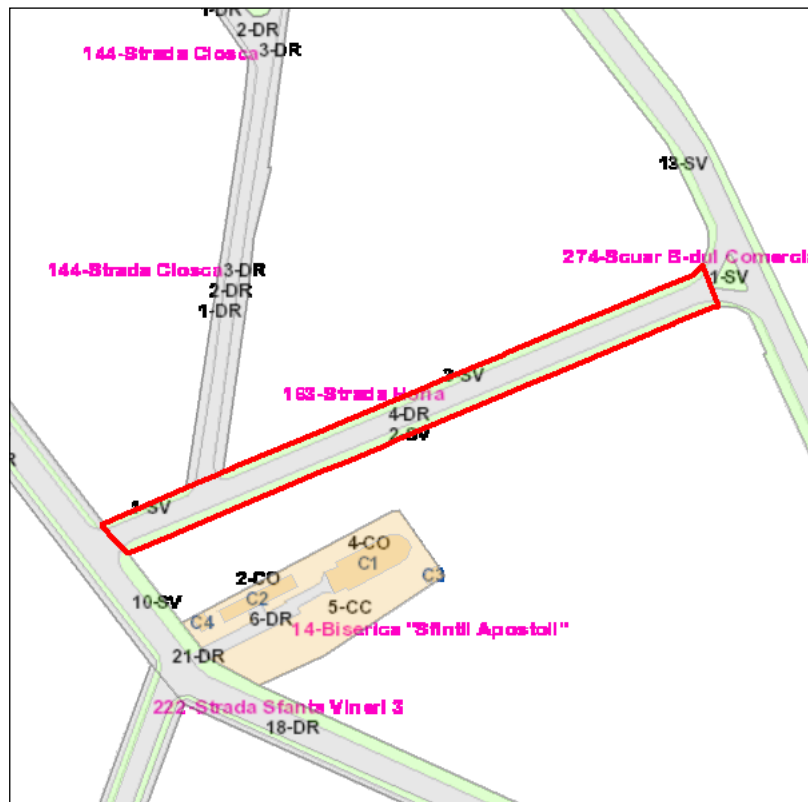 1-DR
2-DR
144-Strada Closca 3-DR
13-SV
274-Scuar B-dul Comercia
1-SV
144-Strada Closca 3-DR
2-DR
1-DR
3-SV
163-Strada Horia
4-DR
2-SV
R
1-SV
4-CO
C1
2-CO
C3
C2
10-SV
5-CC
C4
6-DR
14-Biserica "Sfintii Apostoli"
21-DR
222-Strada Sfanta Vineri 3
18-DR